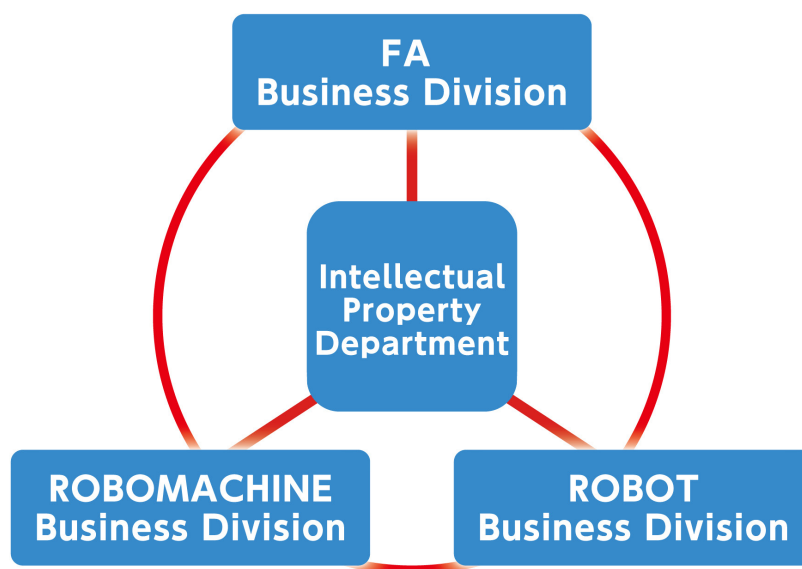 FA
Business Division
Intellectual
Property
Department
ROBOMACHINE
Business Division
ROBOT
Business Division